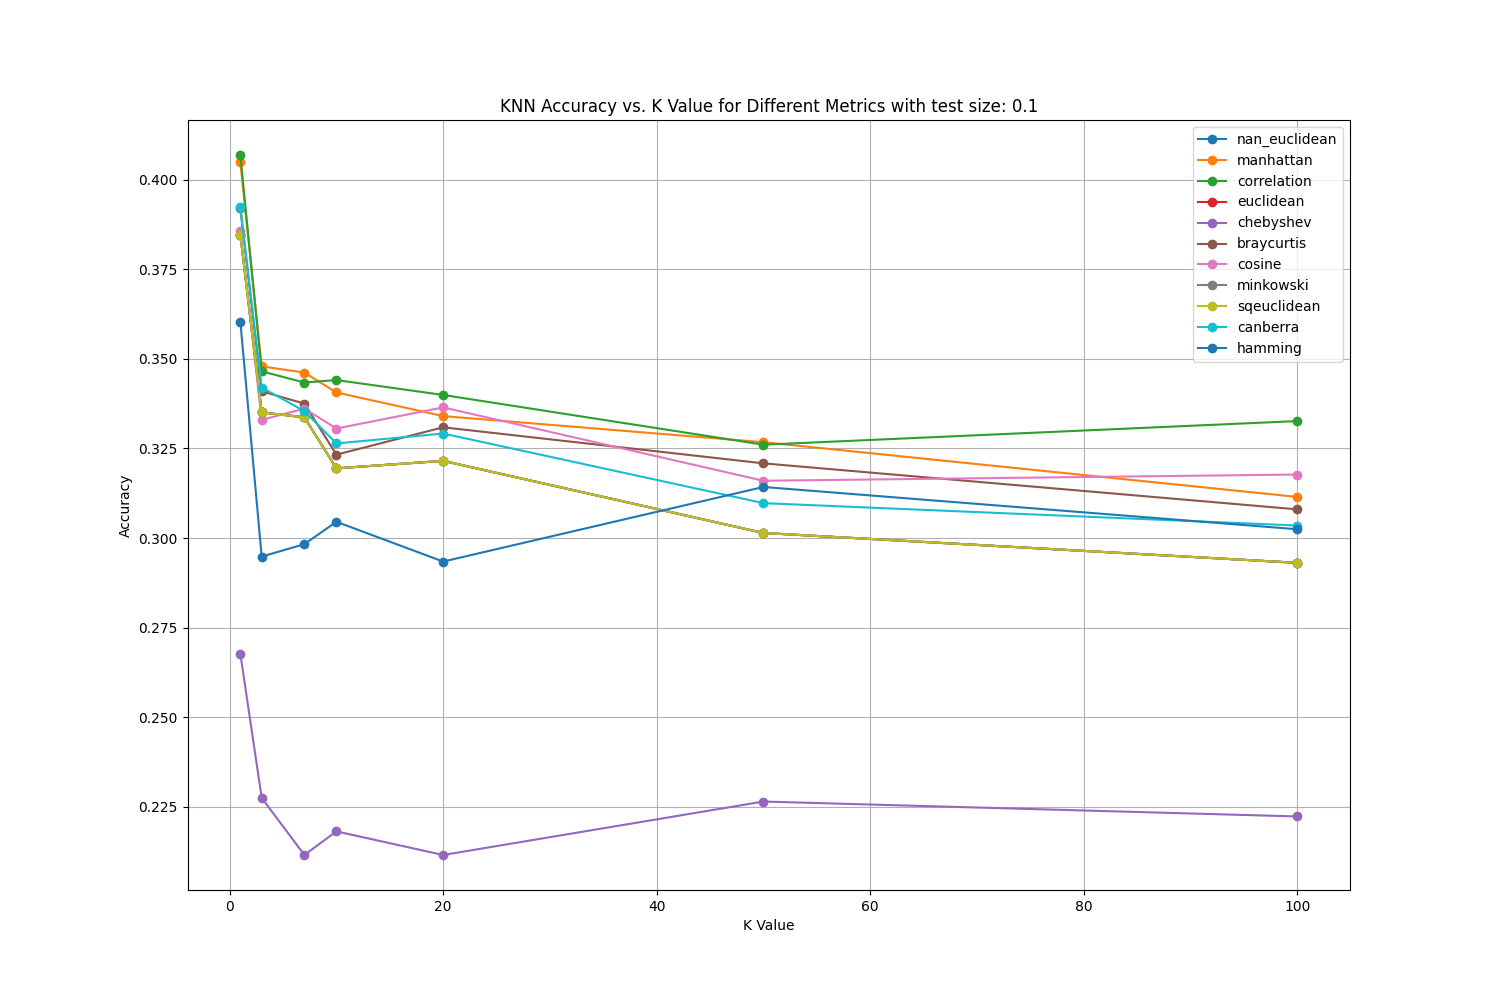 KNN Accuracy vs. K Value for Different Metrics with test size: 0.1
nan_euclidean
manhattan
correlation
euclidean
chebyshev
braycurtis
cosine
minkowski
sqeuclidean
canberra
hamming
Accuracy
0.400
0.375
0.350
0.325
0.300
0.275
0.250
0.225
0 20 40 60 80 100
K Value